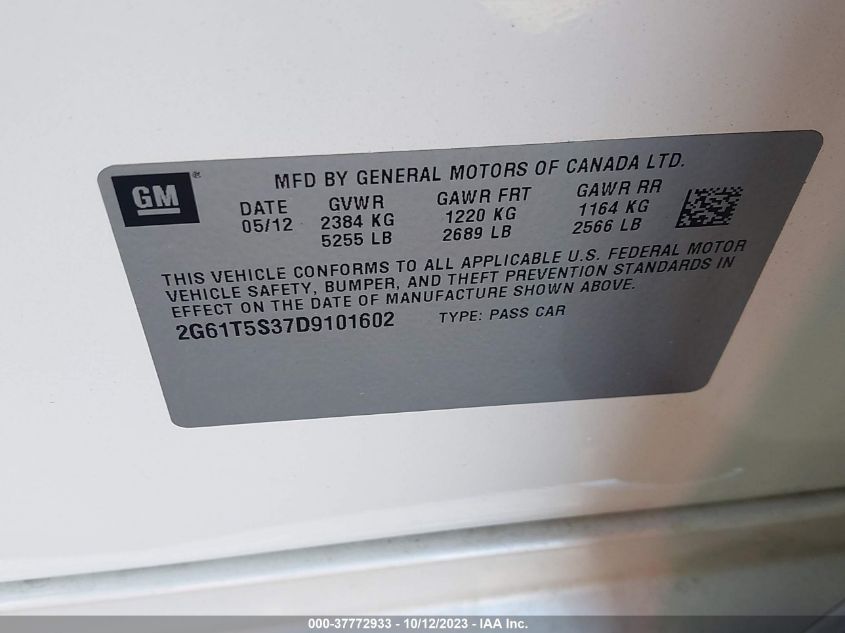 GM®
MFD BY GENERAL MOTORS OF CANADA LTD.
DATE GVWR GAWR FRT GAWR RR
05/12 2384 KG 1220 KG 1164 KG
5255 LB 2689 LB 2566 LB
THIS VEHICLE CONFORMS TO ALL APPLICABLE U.S. FEDERAL MOTOR
VEHICLE SAFETY, BUMPER, AND THEFT PREVENTION STANDARDS IN
EFFECT ON THE DATE OF MANUFACTURE SHOWN ABOVE.
2G61T5S37D9101602 TYPE: PASS CAR
000-37772933 - 10/12/2023 - IAA Inc.